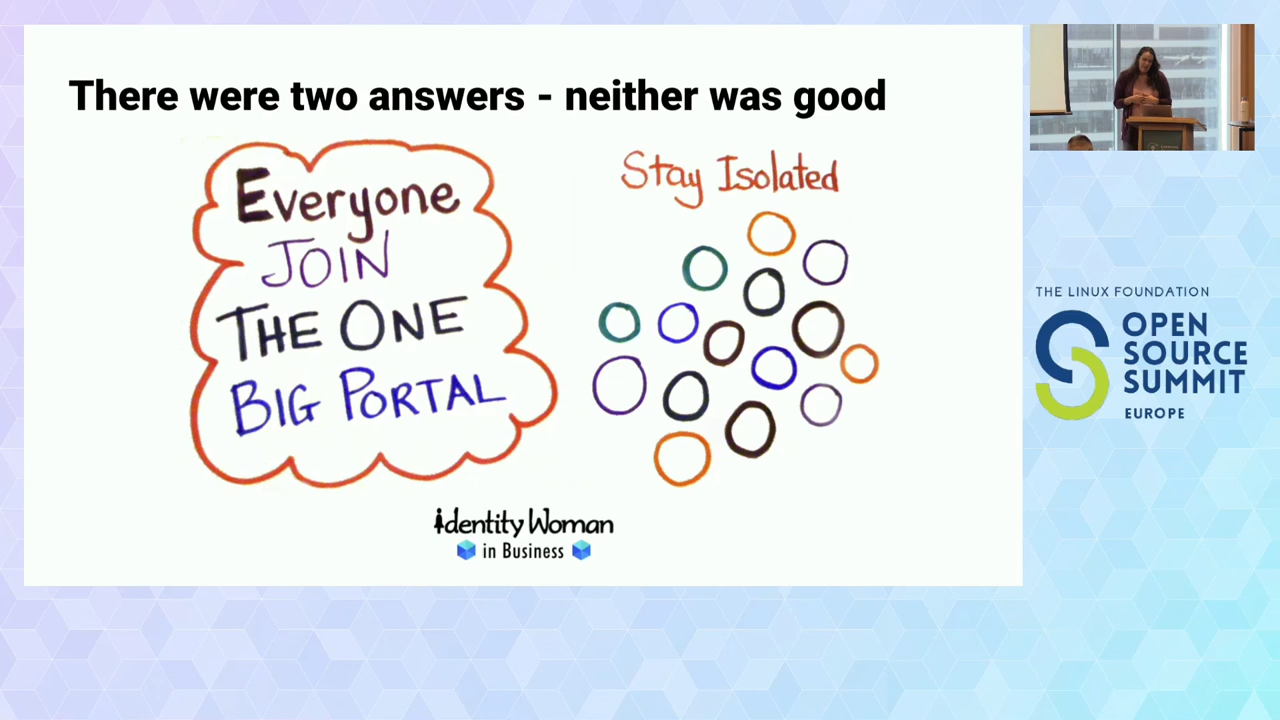 There were two answers - neither was good
Everyone
JOIN
THE ONE
BIG PORTAL
Stay Isolated
identity Woman
in Business
THE LINUX FOUNDATION
OPEN
SOURCE
SUMMIT
EUROPE